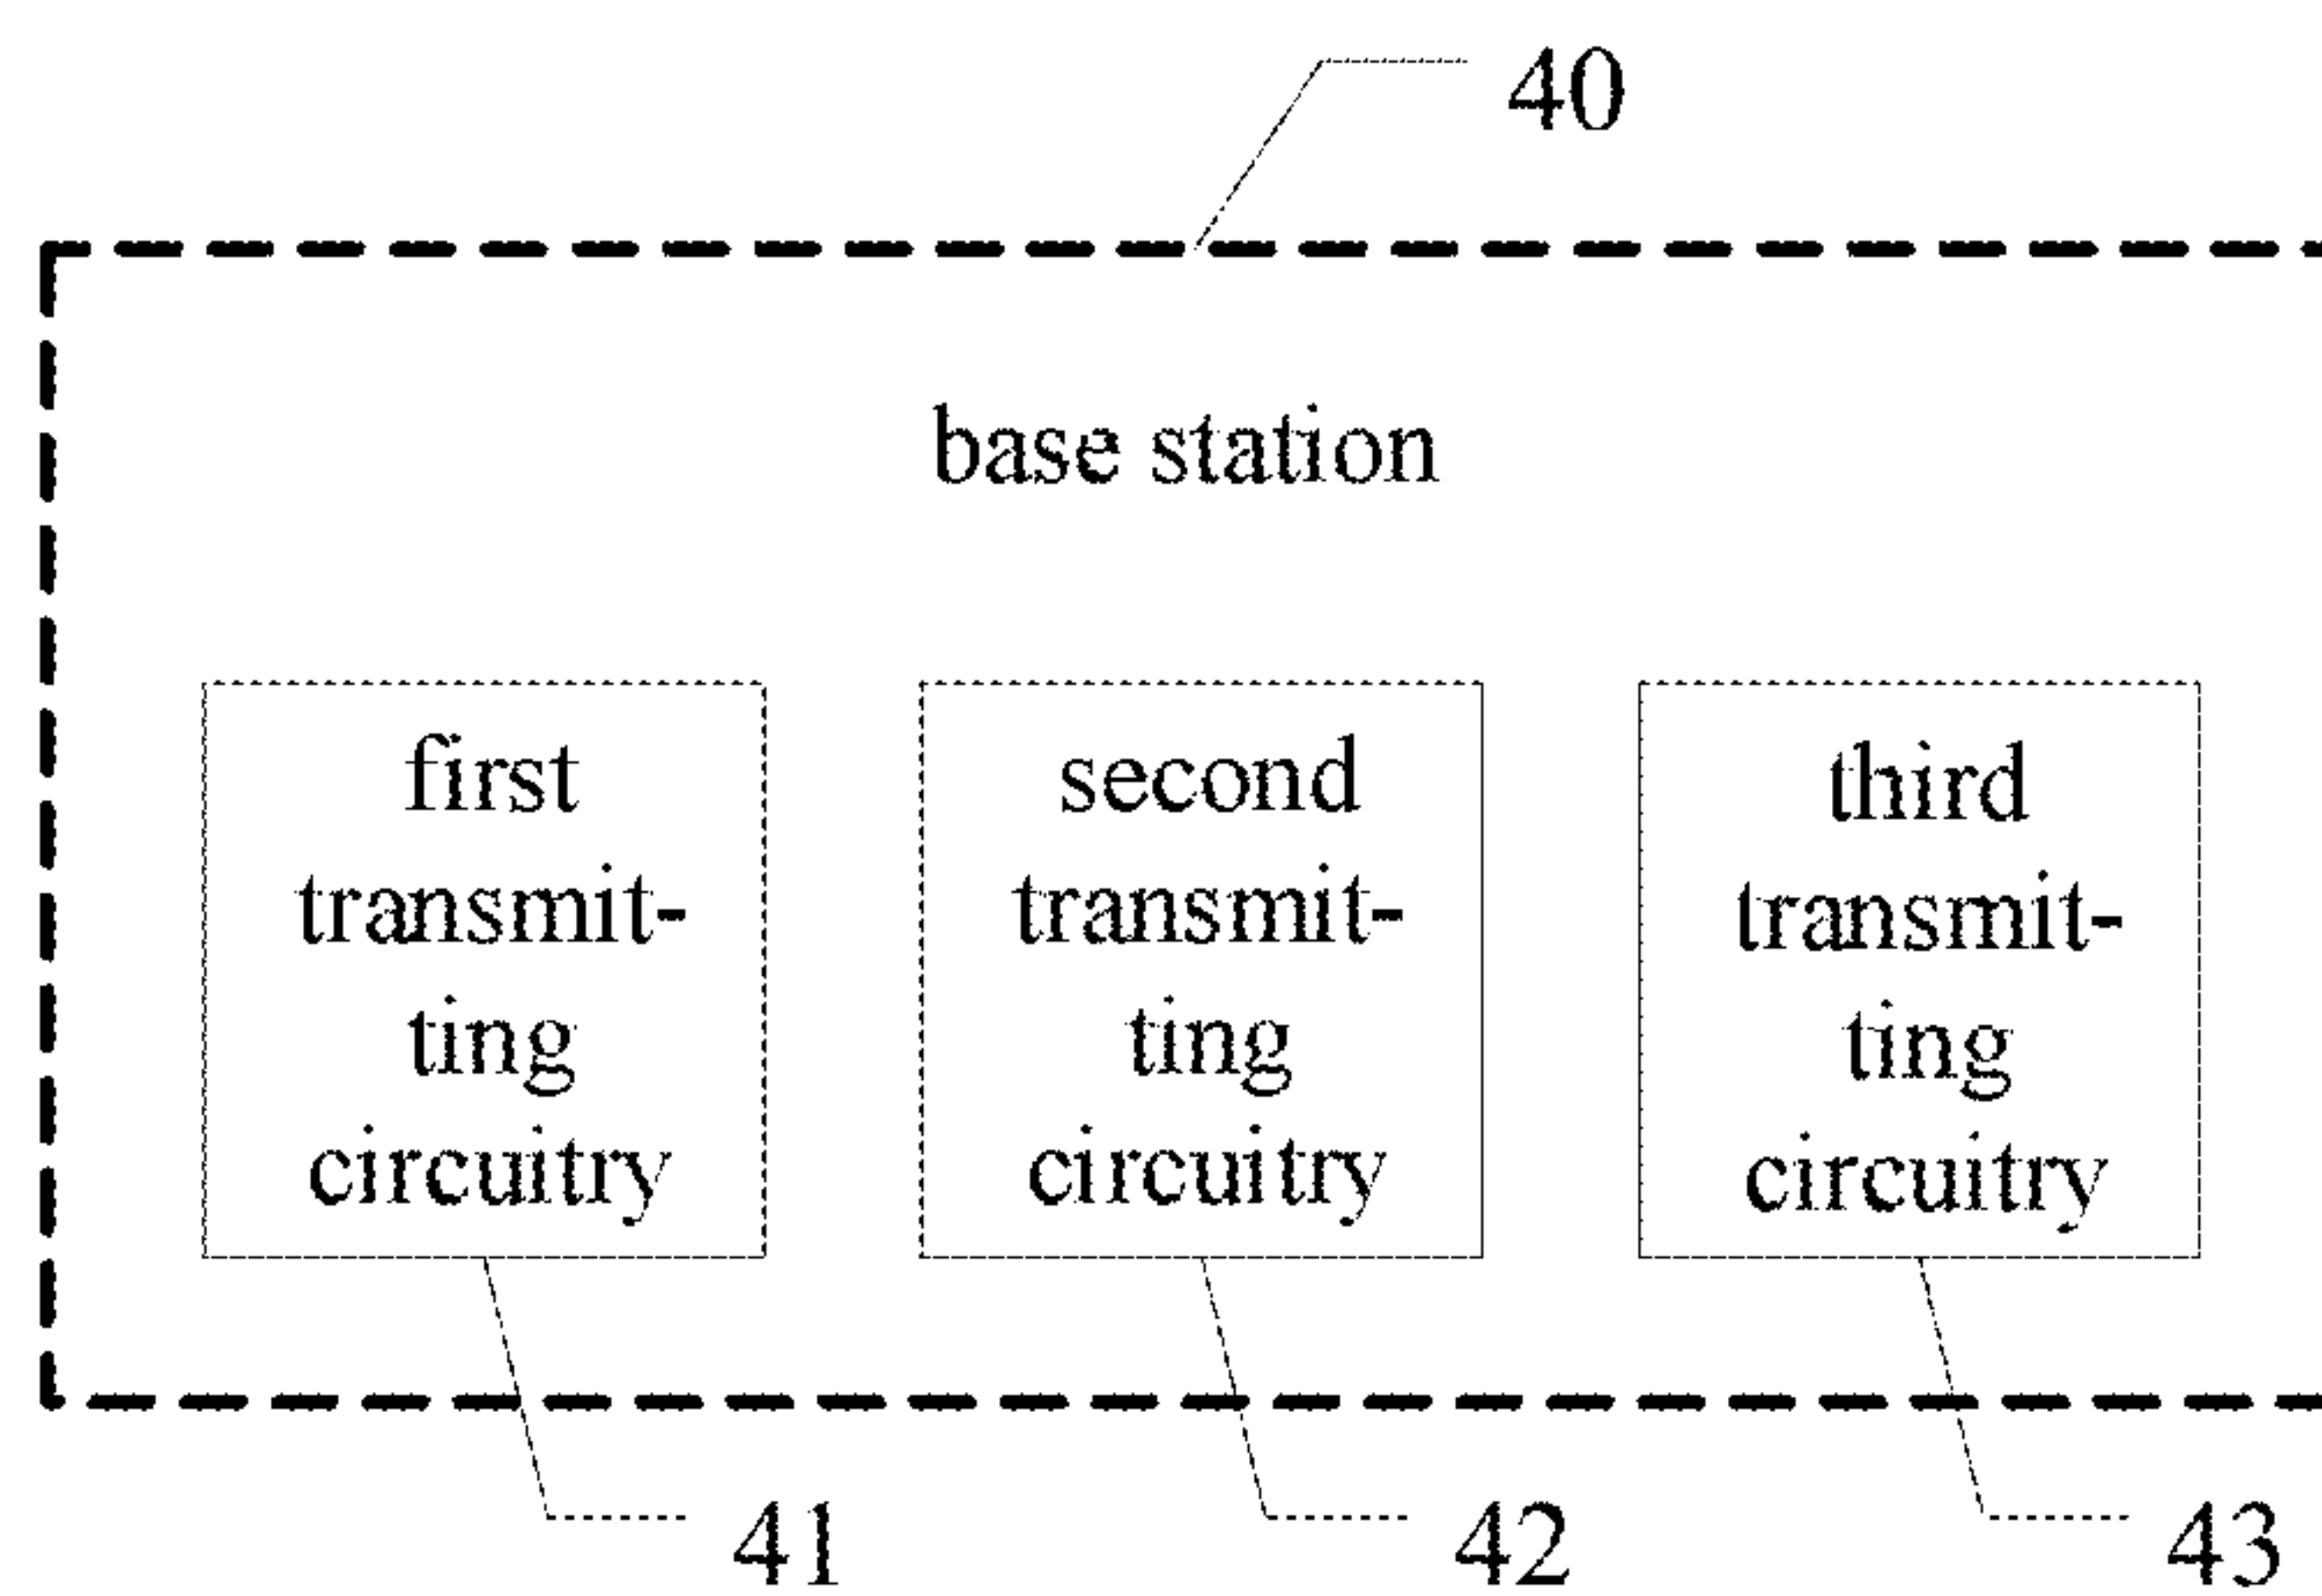 40
base station
first
transmit-
ting
circuitry
second
transmit-
ting
circuitry
third
transmit-
ting
circuitry
41
42
43